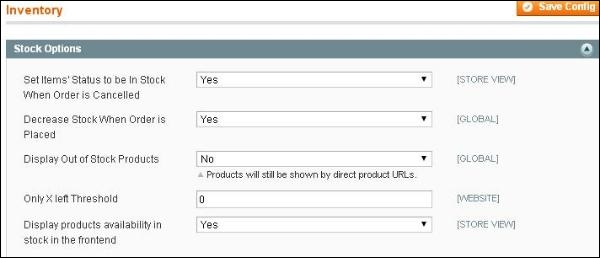 Inventory
Save Config
Stock Options
Set Items' Status to be In Stock
When Order is Cancelled
Yes
[STORE VIEW]
Decrease Stock When Order is
Placed
Yes
[GLOBAL]
Display Out of Stock Products
No
[GLOBAL]
Products will still be shown by direct product URLs.
Only X left Threshold
0
[WEBSITE]
Display products availability in
stock in the frontend
Yes
[STORE VIEW]